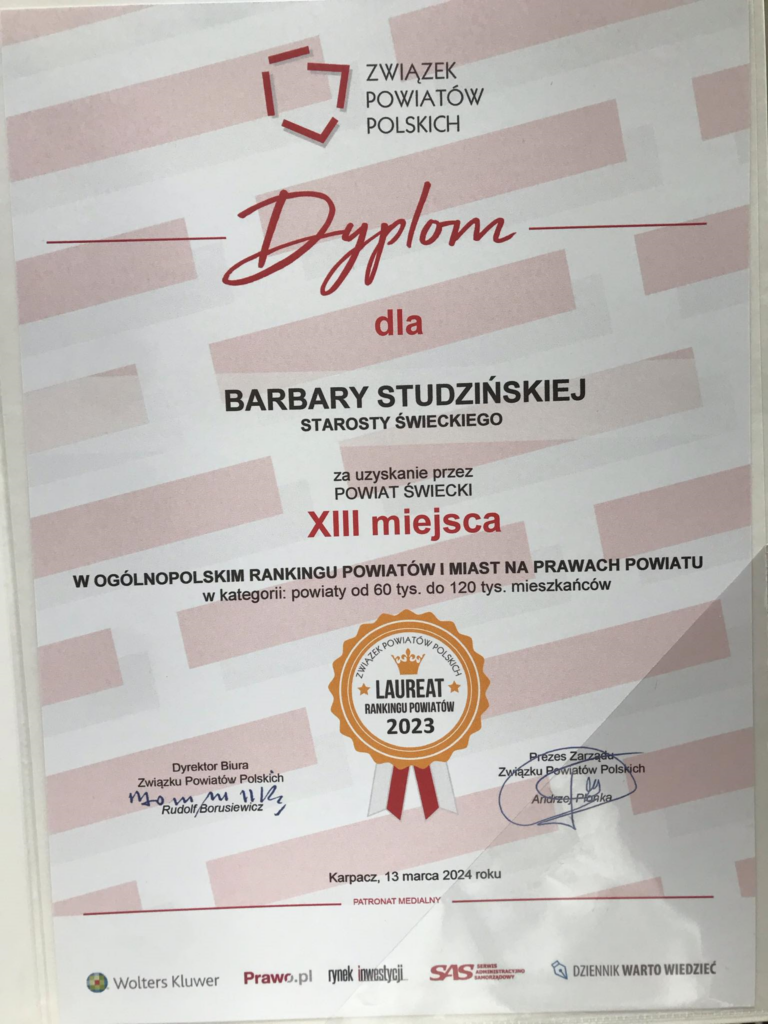 ZWIĄZEK
POWIATÓW
POLSKICH
Dyplom
dla
BARBARY STUDZIŃSKIEJ
STAROSTY ŚWIECKIEGO
za uzyskanie przez
POWIAT ŚWIECKI
XIII miejsca
W OGÓLNOPOLSKIM RANKINGU POWIATÓW I MIAST NA PRAWACH POWIATU
w kategorii: powiaty od 60 tys. do 120 tys. mieszkańców
ZWIĄZEK POWIATÓW POLSKICH
LAUREAT
RANKINGU POWIATÓW
2023
Dyrektor Biura
Związku Powiatów Polskich
Rudolf Borusiewicz
Prezes Zarządu
Związku Powiatów Polskich
Andrzej Płonka
Karpacz, 13 marca 2024 roku
PATRONAT MEDIALNY
Wolters Kluwer
Prawo.pl
rynek inwestycji
SAS SERWIS
ADMINISTRACYJNO
SAMORZĄDOWY
DZIENNIK WARTO WIEDZIEĆ